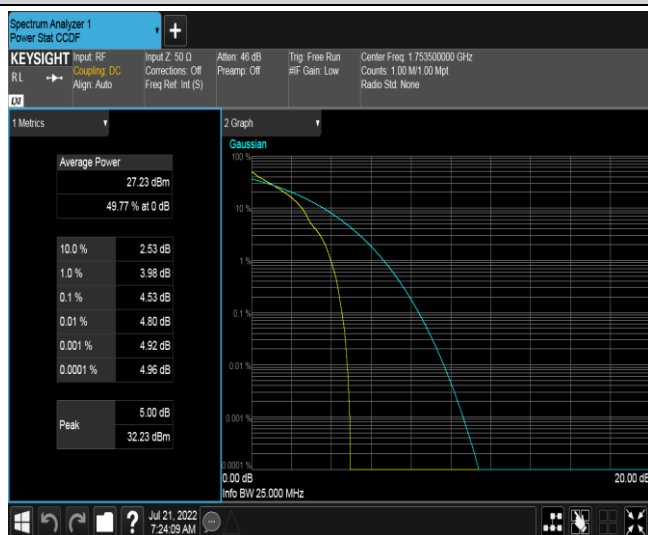 Spectrum Analyzer 1
Power Stat CCDF
+
KEYSIGHT
RL
LXI
Input: RF
Coupling: DC
Align: Auto
Input Z: 50 Ω
Corrections: Off
Freq Ref: Int (S)
Atten: 46 dB
Preamp: Off
Trig: Free Run
#IF Gain: Low
Center Freq: 1.753500000 GHz
Counts: 1.00 M/1.00 Mpt
Radio Std: None
1 Metrics
Average Power
27.23 dBm
49.77 % at 0 dB
10.0 % 2.53 dB
1.0 % 3.98 dB
0.1 % 4.53 dB
0.01 % 4.80 dB
0.001 % 4.92 dB
0.0001 % 4.96 dB
Peak
5.00 dB
32.23 dBm
2 Graph
Gaussian
100 %
10 %
1 %
0.1 %
0.01 %
0.001 %
0.0001 %
0.00 dB 20.00 dB
Info BW 25.000 MHz
?
Jul 21, 2022
7:24:09 AM